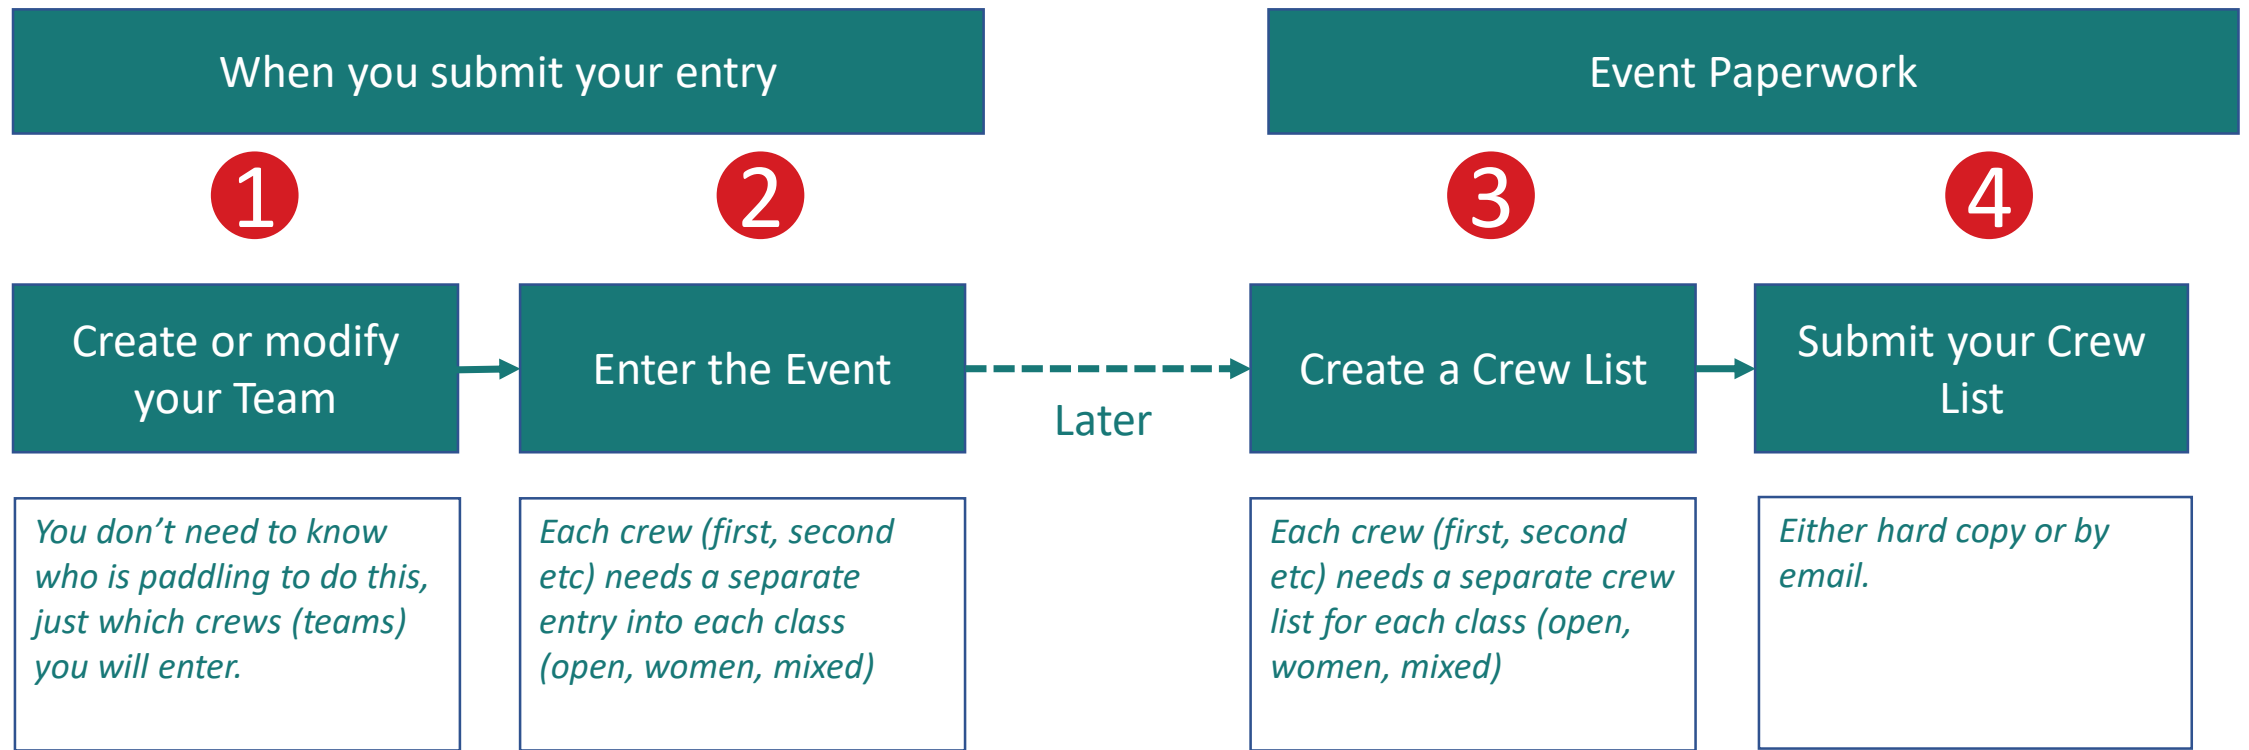 When you submit your entry
Event Paperwork
1
2
3
4
Create or modify
your Team
Enter the Event
Later
Create a Crew List
Submit your Crew
List
You don’t need to know
who is paddling to do this,
just which crews (teams)
you will enter.
Each crew (first, second
etc) needs a separate
entry into each class
(open, women, mixed)
Each crew (first, second
etc) needs a separate crew
list for each class (open,
women, mixed)
Either hard copy or by
email.